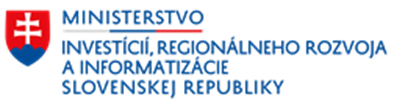 MINISTERSTVO
INVESTÍCIÍ, REGIONÁLNEHO ROZVOJA
A INFORMATIZÁCIE
SLOVENSKEJ REPUBLIKY